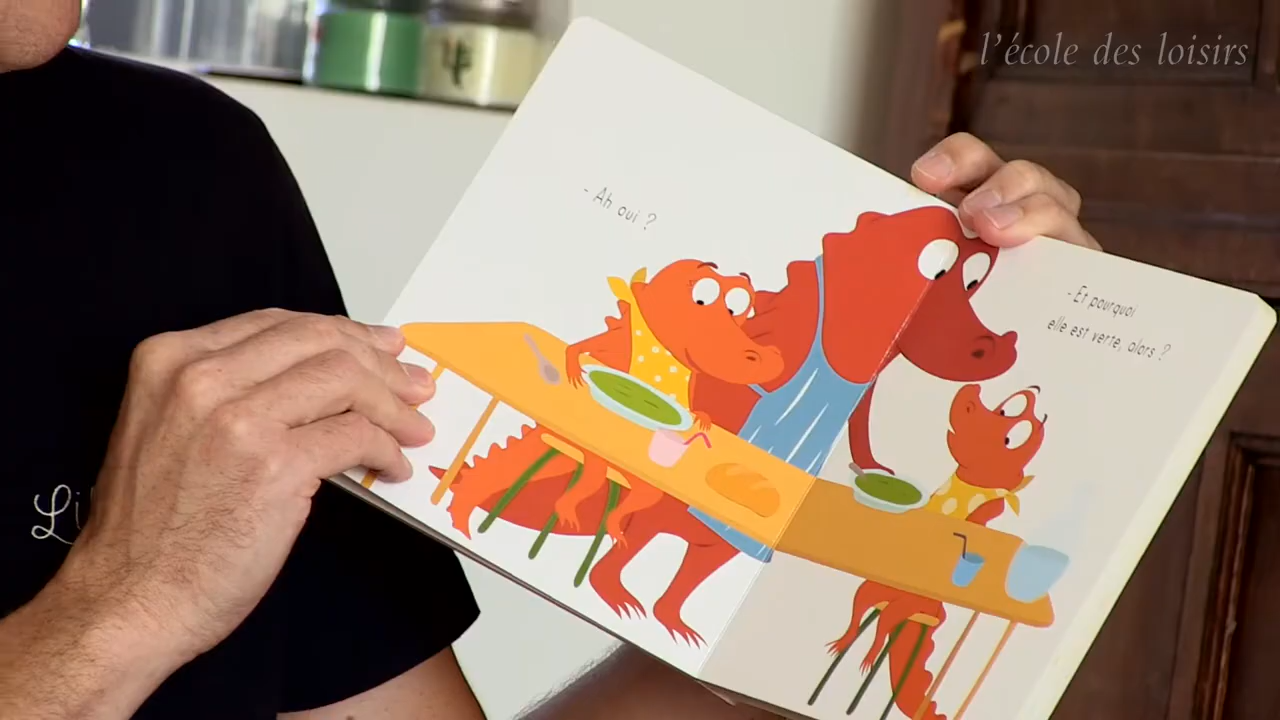 l'école des loisirs
- Ah oui ?
- Et pourquoi
elle est verte, alors ?